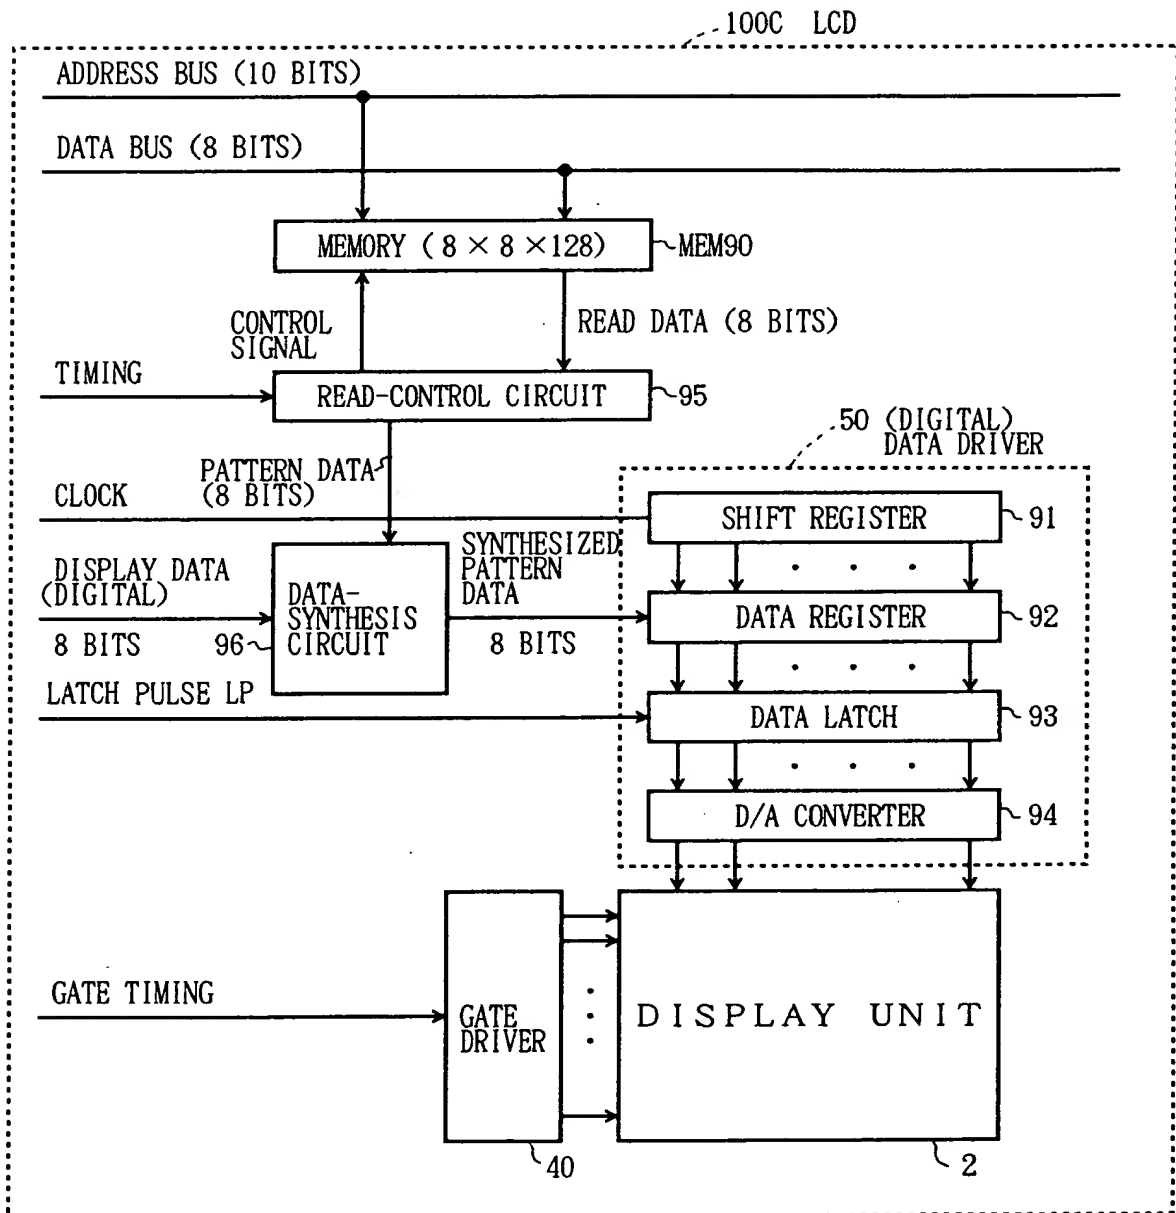 100C LCD
ADDRESS BUS (10 BITS)
DATA BUS (8 BITS)
MEMORY (8 × 8 × 128)
MEM90
CONTROL
SIGNAL
READ DATA (8 BITS)
TIMING
READ-CONTROL CIRCUIT
95
50 (DIGITAL)
DATA DRIVER
PATTERN DATA
(8 BITS)
CLOCK
SHIFT REGISTER
91
DISPLAY DATA
(DIGITAL)
8 BITS
96
DATA-
SYNTHESIS
CIRCUIT
SYNTHESIZED
PATTERN
DATA
8 BITS
DATA REGISTER
92
LATCH PULSE LP
DATA LATCH
93
D/A CONVERTER
94
GATE TIMING
GATE
DRIVER
DISPLAY UNIT
40
2